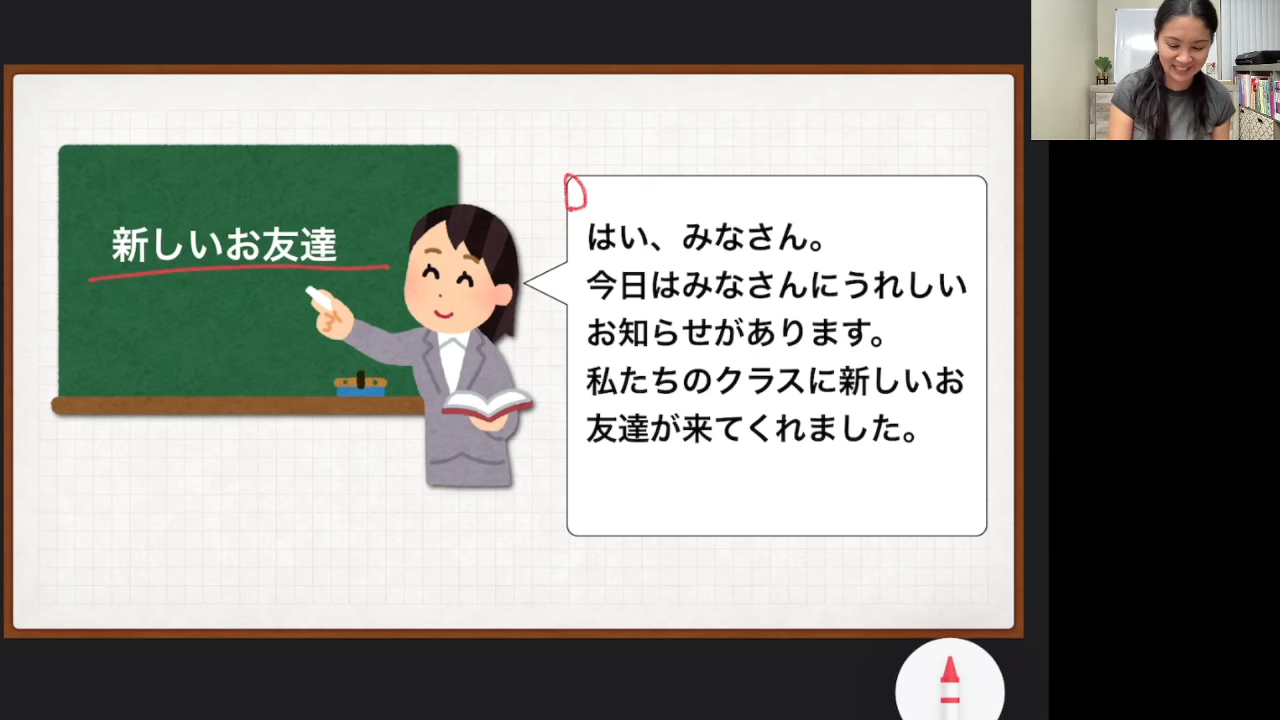 新しいお友達
はい、みなさん。
今日はみなさんにうれしい
お知らせがあります。
私たちのクラスに新しいお
友達が来てくれました。